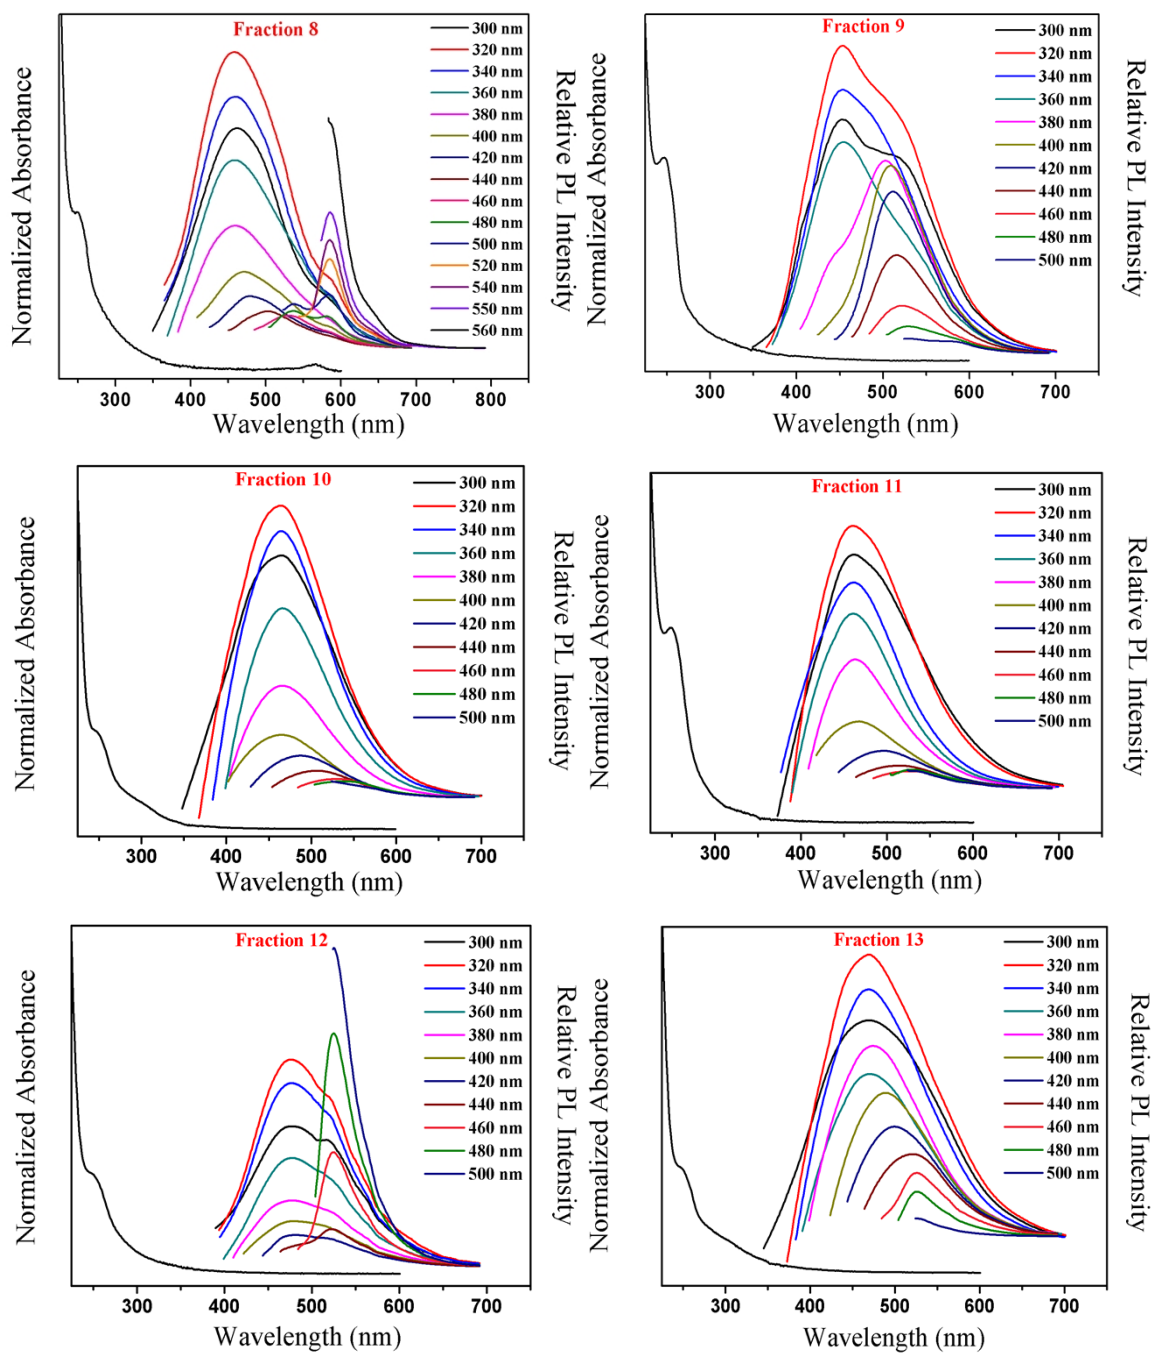 Fraction 8
Normalized Absorbance
Relative PL Intensity
300 nm
320 nm
340 nm
360 nm
380 nm
400 nm
420 nm
440 nm
460 nm
480 nm
500 nm
520 nm
540 nm
550 nm
560 nm
300 400 500 600 700 800
Wavelength (nm)
Fraction 9
Normalized Absorbance
Relative PL Intensity
300 nm
320 nm
340 nm
360 nm
380 nm
400 nm
420 nm
440 nm
460 nm
480 nm
500 nm
300 400 500 600 700
Wavelength (nm)
Fraction 10
Normalized Absorbance
Relative PL Intensity
300 nm
320 nm
340 nm
360 nm
380 nm
400 nm
420 nm
440 nm
460 nm
480 nm
500 nm
300 400 500 600 700
Wavelength (nm)
Fraction 11
Normalized Absorbance
Relative PL Intensity
300 nm
320 nm
340 nm
360 nm
380 nm
400 nm
420 nm
440 nm
460 nm
480 nm
500 nm
300 400 500 600 700
Wavelength (nm)
Fraction 12
Normalized Absorbance
Relative PL Intensity
300 nm
320 nm
340 nm
360 nm
380 nm
400 nm
420 nm
440 nm
460 nm
480 nm
500 nm
300 400 500 600 700
Wavelength (nm)
Fraction 13
Normalized Absorbance
Relative PL Intensity
300 nm
320 nm
340 nm
360 nm
380 nm
400 nm
420 nm
440 nm
460 nm
480 nm
500 nm
300 400 500 600 700
Wavelength (nm)